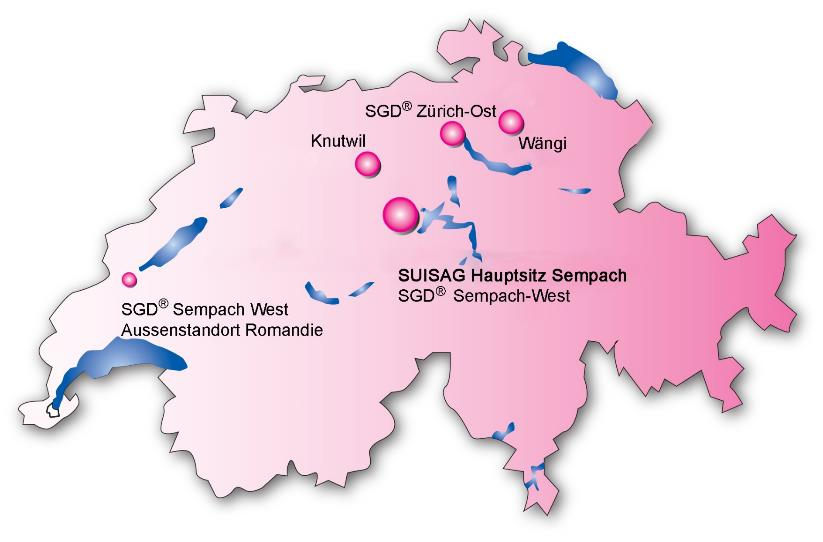 SGD® Zürich-Ost
Knutwil
Wängi
SUISAG Hauptsitz Sempach
SGD® Sempach-West
SGD® Sempach West
Aussenstandort Romandie